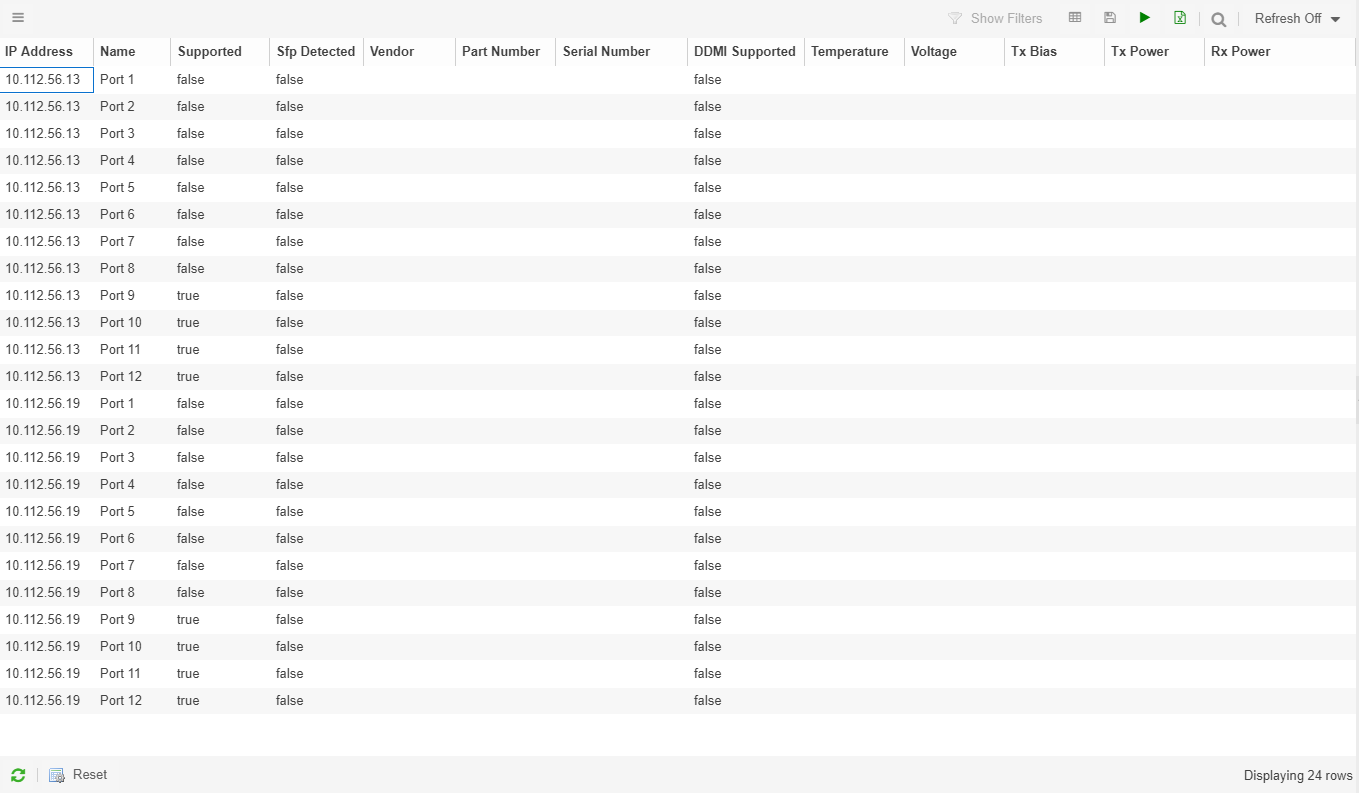 Show Filters Refresh Off
IP Address Name Supported Sfp Detected Vendor Part Number Serial Number DDMI Supported Temperature Voltage Tx Bias Tx Power Rx Power
10.112.56.13 Port 1 false false false
10.112.56.13 Port 2 false false false
10.112.56.13 Port 3 false false false
10.112.56.13 Port 4 false false false
10.112.56.13 Port 5 false false false
10.112.56.13 Port 6 false false false
10.112.56.13 Port 7 false false false
10.112.56.13 Port 8 false false false
10.112.56.13 Port 9 true false false
10.112.56.13 Port 10 true false false
10.112.56.13 Port 11 true false false
10.112.56.13 Port 12 true false false
10.112.56.19 Port 1 false false false
10.112.56.19 Port 2 false false false
10.112.56.19 Port 3 false false false
10.112.56.19 Port 4 false false false
10.112.56.19 Port 5 false false false
10.112.56.19 Port 6 false false false
10.112.56.19 Port 7 false false false
10.112.56.19 Port 8 false false false
10.112.56.19 Port 9 true false false
10.112.56.19 Port 10 true false false
10.112.56.19 Port 11 true false false
10.112.56.19 Port 12 true false false
Reset Displaying 24 rows